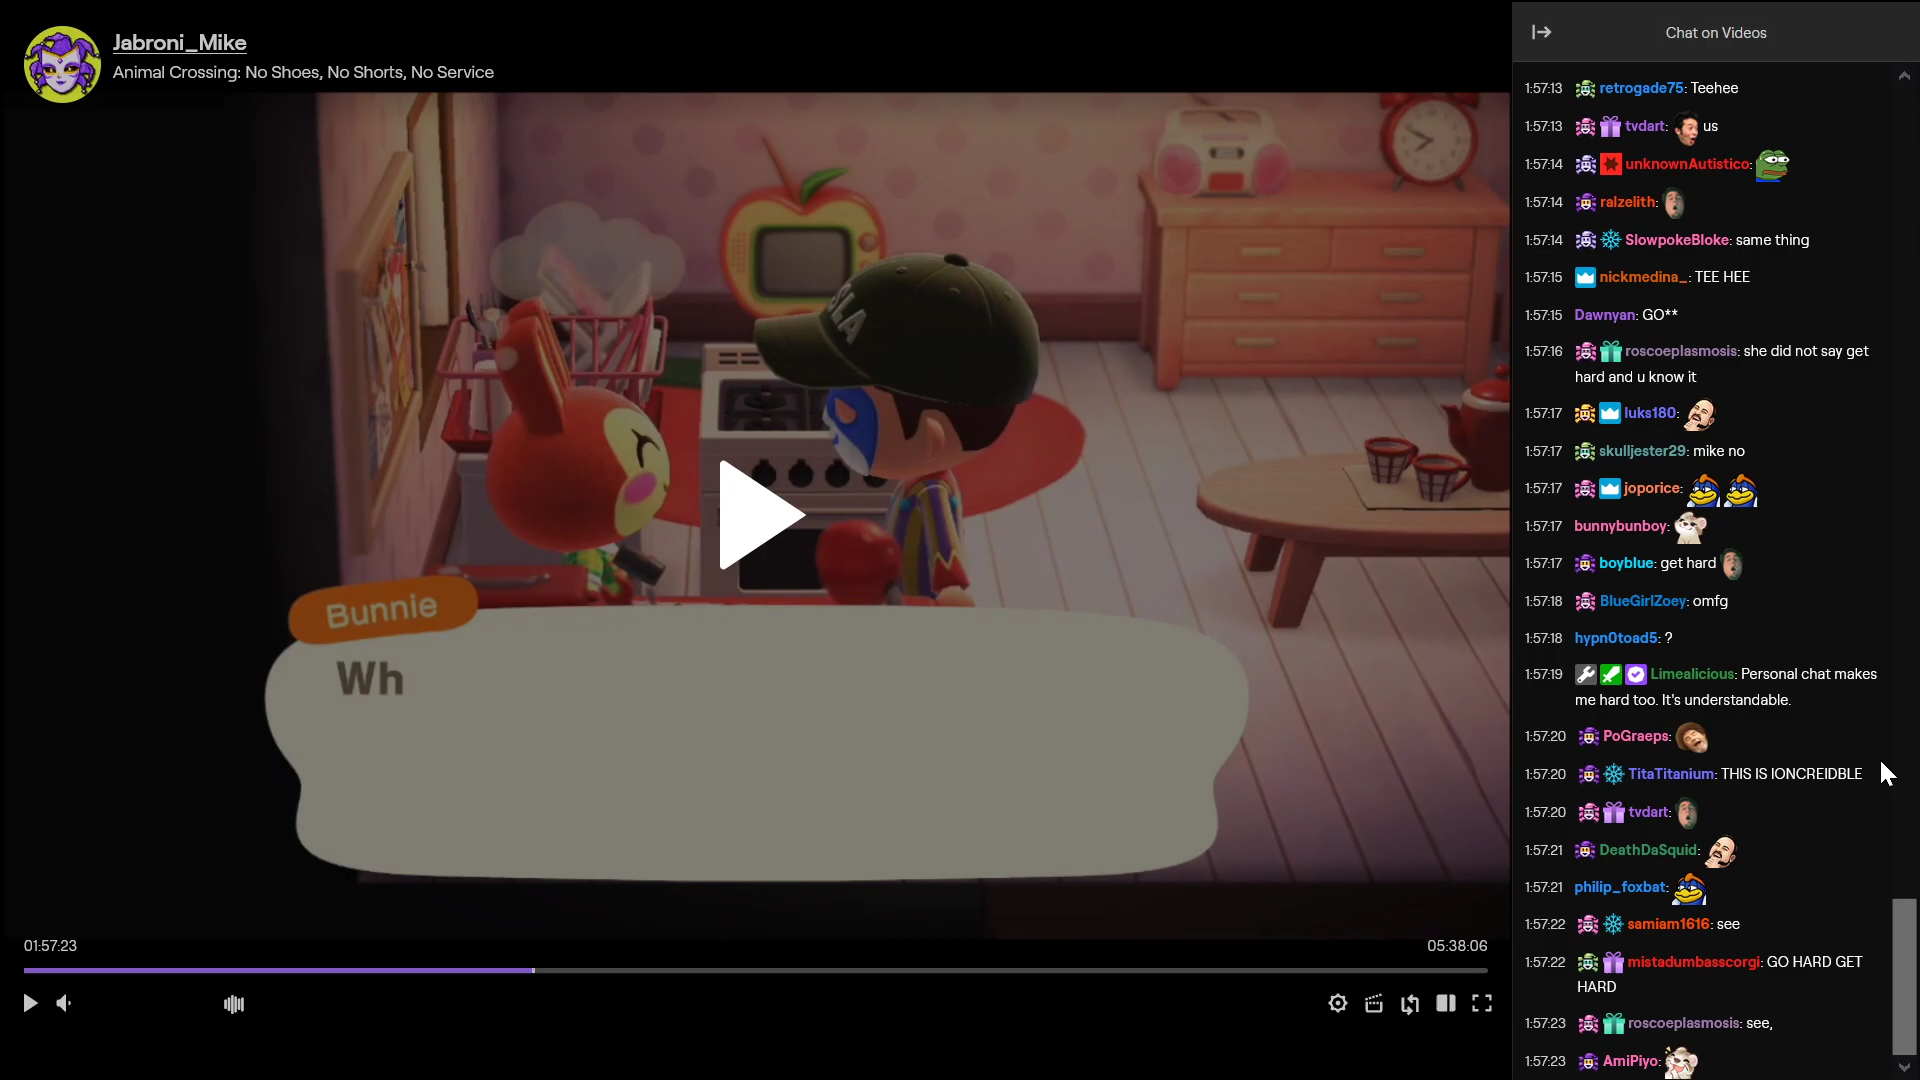 Jabroni_Mike
Animal Crossing: No Shoes, No Shorts, No Service
Bunnie
Wh
01:57:23
05:38:06
Chat on Videos
1:57:13 retrogade75: Teehee
1:57:13 tvdart: us
1:57:14 unknownAutistico:
1:57:14 ralzelith:
1:57:14 SlowpokeBloke: same thing
1:57:15 nickmedina_: TEE HEE
1:57:15 Dawnyan: GO**
1:57:16 roscoeplasmosis: she did not say get
hard and u know it
1:57:17 luks180:
1:57:17 skulljester29: mike no
1:57:17 joporice:
1:57:17 bunnybunboy:
1:57:17 boyblue: get hard
1:57:18 BlueGirlZoey: omfg
1:57:18 hypn0toad5: ?
1:57:19 Limealicious: Personal chat makes
me hard too. It's understandable.
1:57:20 PoGraeps:
1:57:20 TitaTitanium: THIS IS IONCREIDBLE
1:57:20 tvdart:
1:57:21 DeathDaSquid:
1:57:21 philip_foxbat:
1:57:22 samiam1616: see
1:57:22 mistadumbasscorgi: GO HARD GET
HARD
1:57:23 roscoeplasmosis: see,
1:57:23 AmiPiyo: